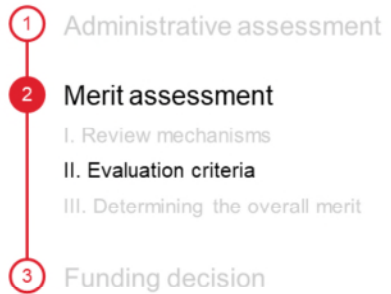 1 Administrative assessment
2 Merit assessment
I. Review mechanisms
II. Evaluation criteria
III. Determining the overall merit
3 Funding decision